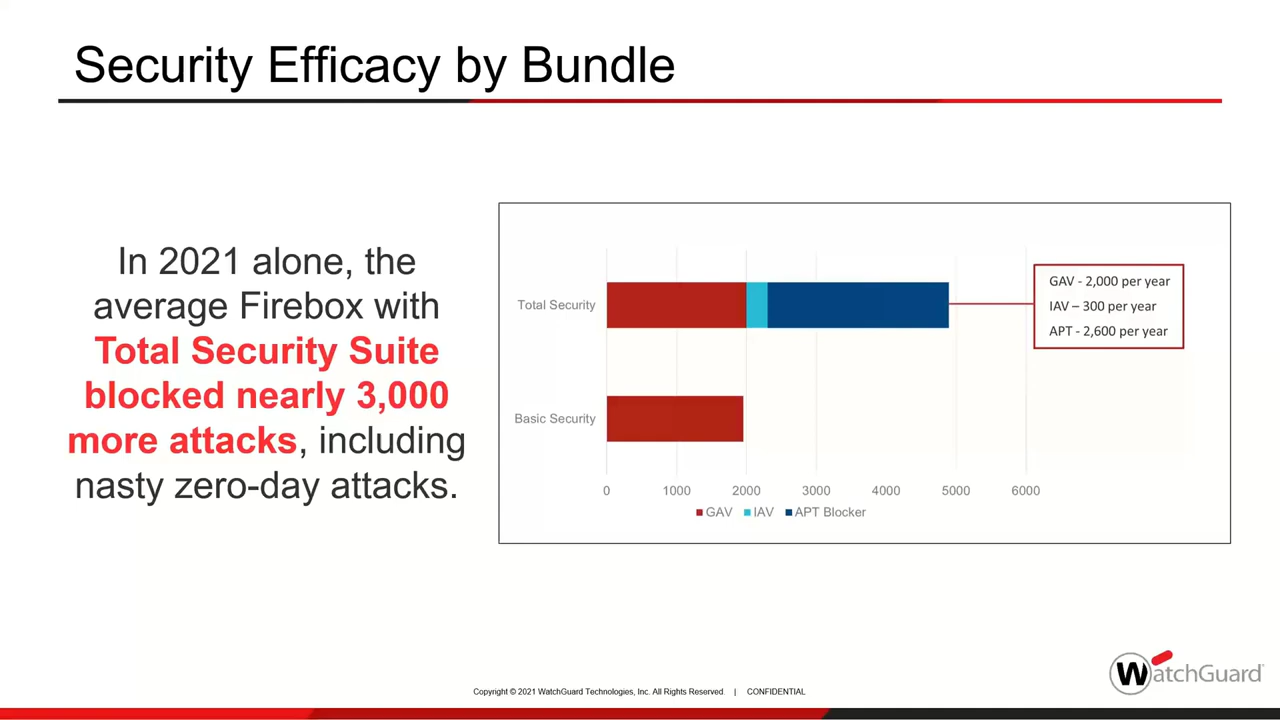 Security Efficacy by Bundle
In 2021 alone, the
average Firebox with
Total Security Suite
blocked nearly 3,000
more attacks, including
nasty zero-day attacks.
Total Security
Basic Security
GAV - 2,000 per year
IAV – 300 per year
APT - 2,600 per year
0 1000 2000 3000 4000 5000 6000
GAV IAV APT Blocker
Copyright © 2021 WatchGuard Technologies, Inc. All Rights Reserved. | CONFIDENTIAL
WatchGuard